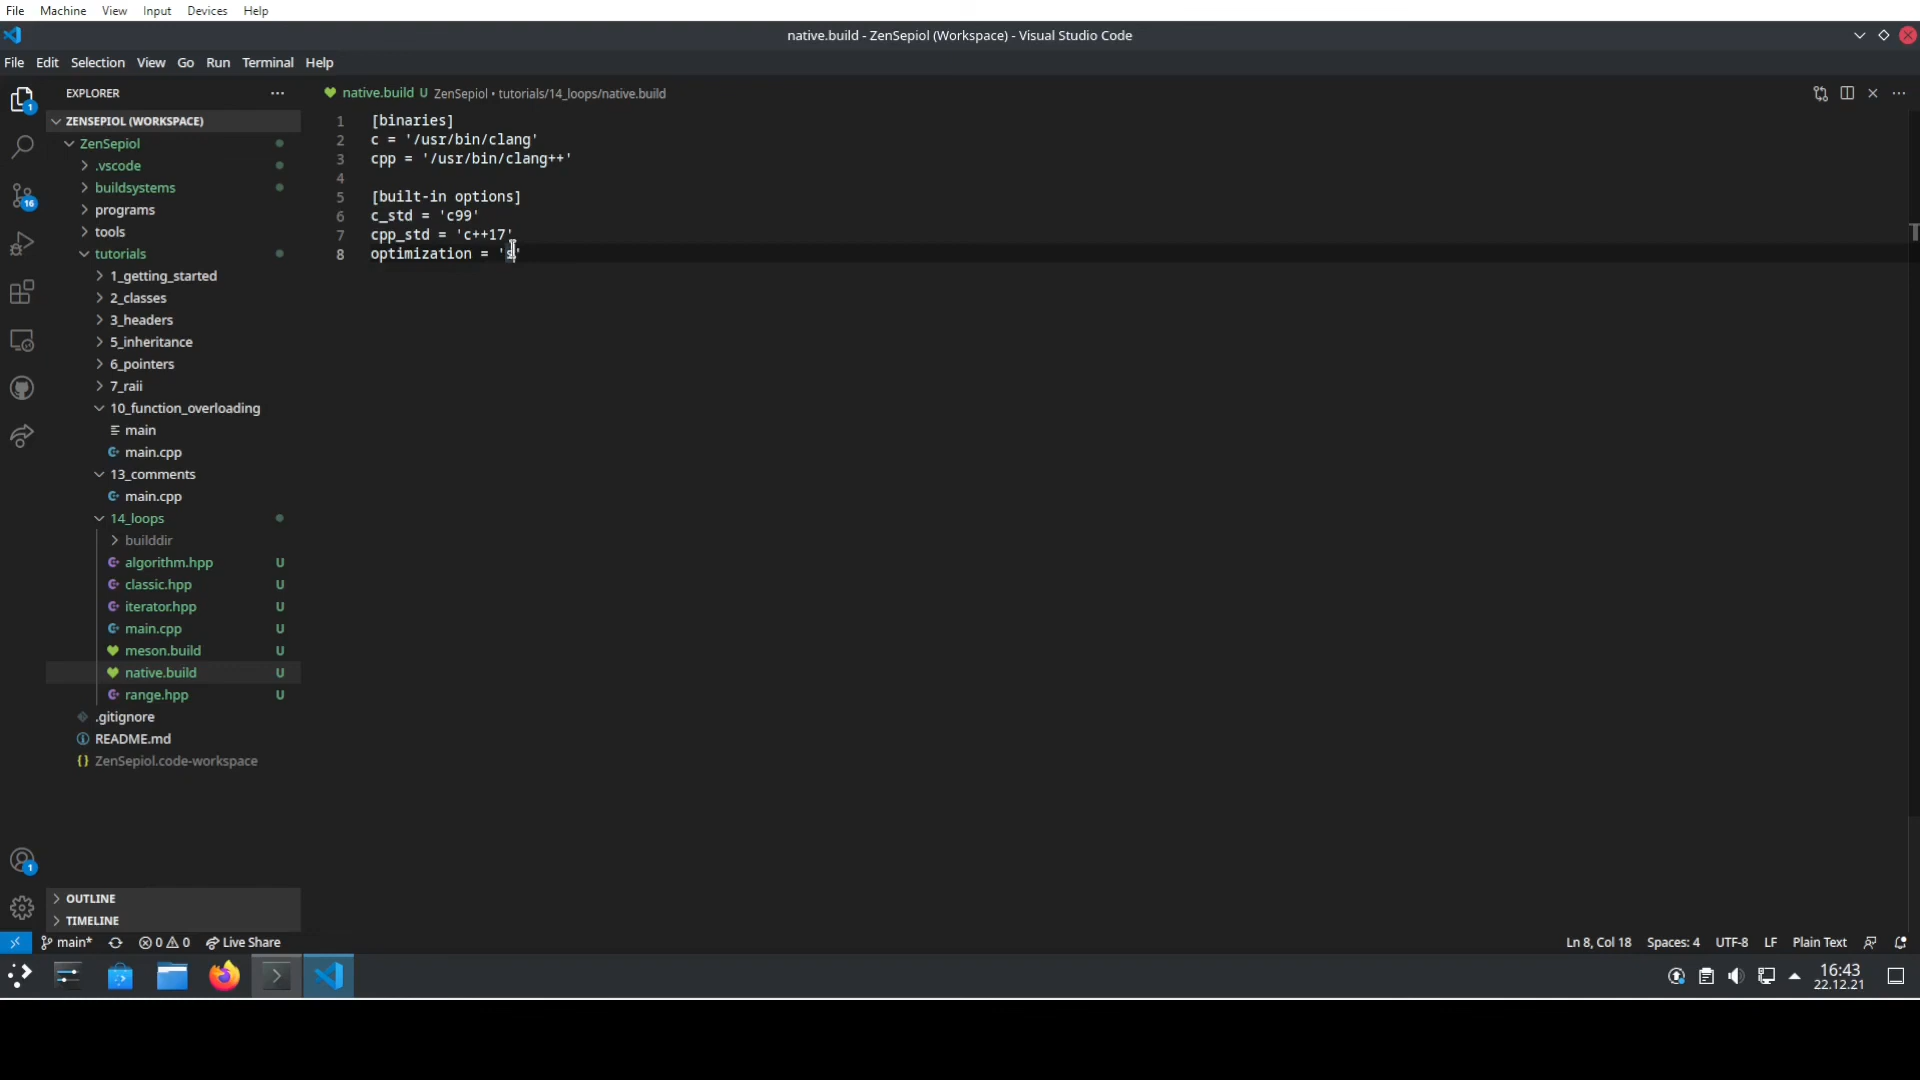 File Machine View Input Devices Help
native.build - ZenSepiol (Workspace) - Visual Studio Code
File Edit Selection View Go Run Terminal Help
EXPLORER
native.build U ZenSepiol • tutorials/14_loops/native.build
ZENSEPIOL (WORKSPACE)
ZenSepiol
.vscode
buildsystems
programs
tools
tutorials
1_getting_started
2_classes
3_headers
5_inheritance
6_pointers
7_raii
10_function_overloading
main
main.cpp
13_comments
main.cpp
14_loops
builddir
algorithm.hpp U
classic.hpp U
iterator.hpp U
main.cpp U
meson.build U
native.build U
range.hpp U
.gitignore
README.md
{} ZenSepiol.code-workspace
OUTLINE
TIMELINE
1
16
1
1 [binaries]
2 c = '/usr/bin/clang'
3 cpp = '/usr/bin/clang++'
4
5 [built-in options]
6 c_std = 'c99'
7 cpp_std = 'c++17'
8 optimization = 's'
main* 0 0 Live Share
Ln 8, Col 18 Spaces: 4 UTF-8 LF Plain Text
16:43
22.12.21